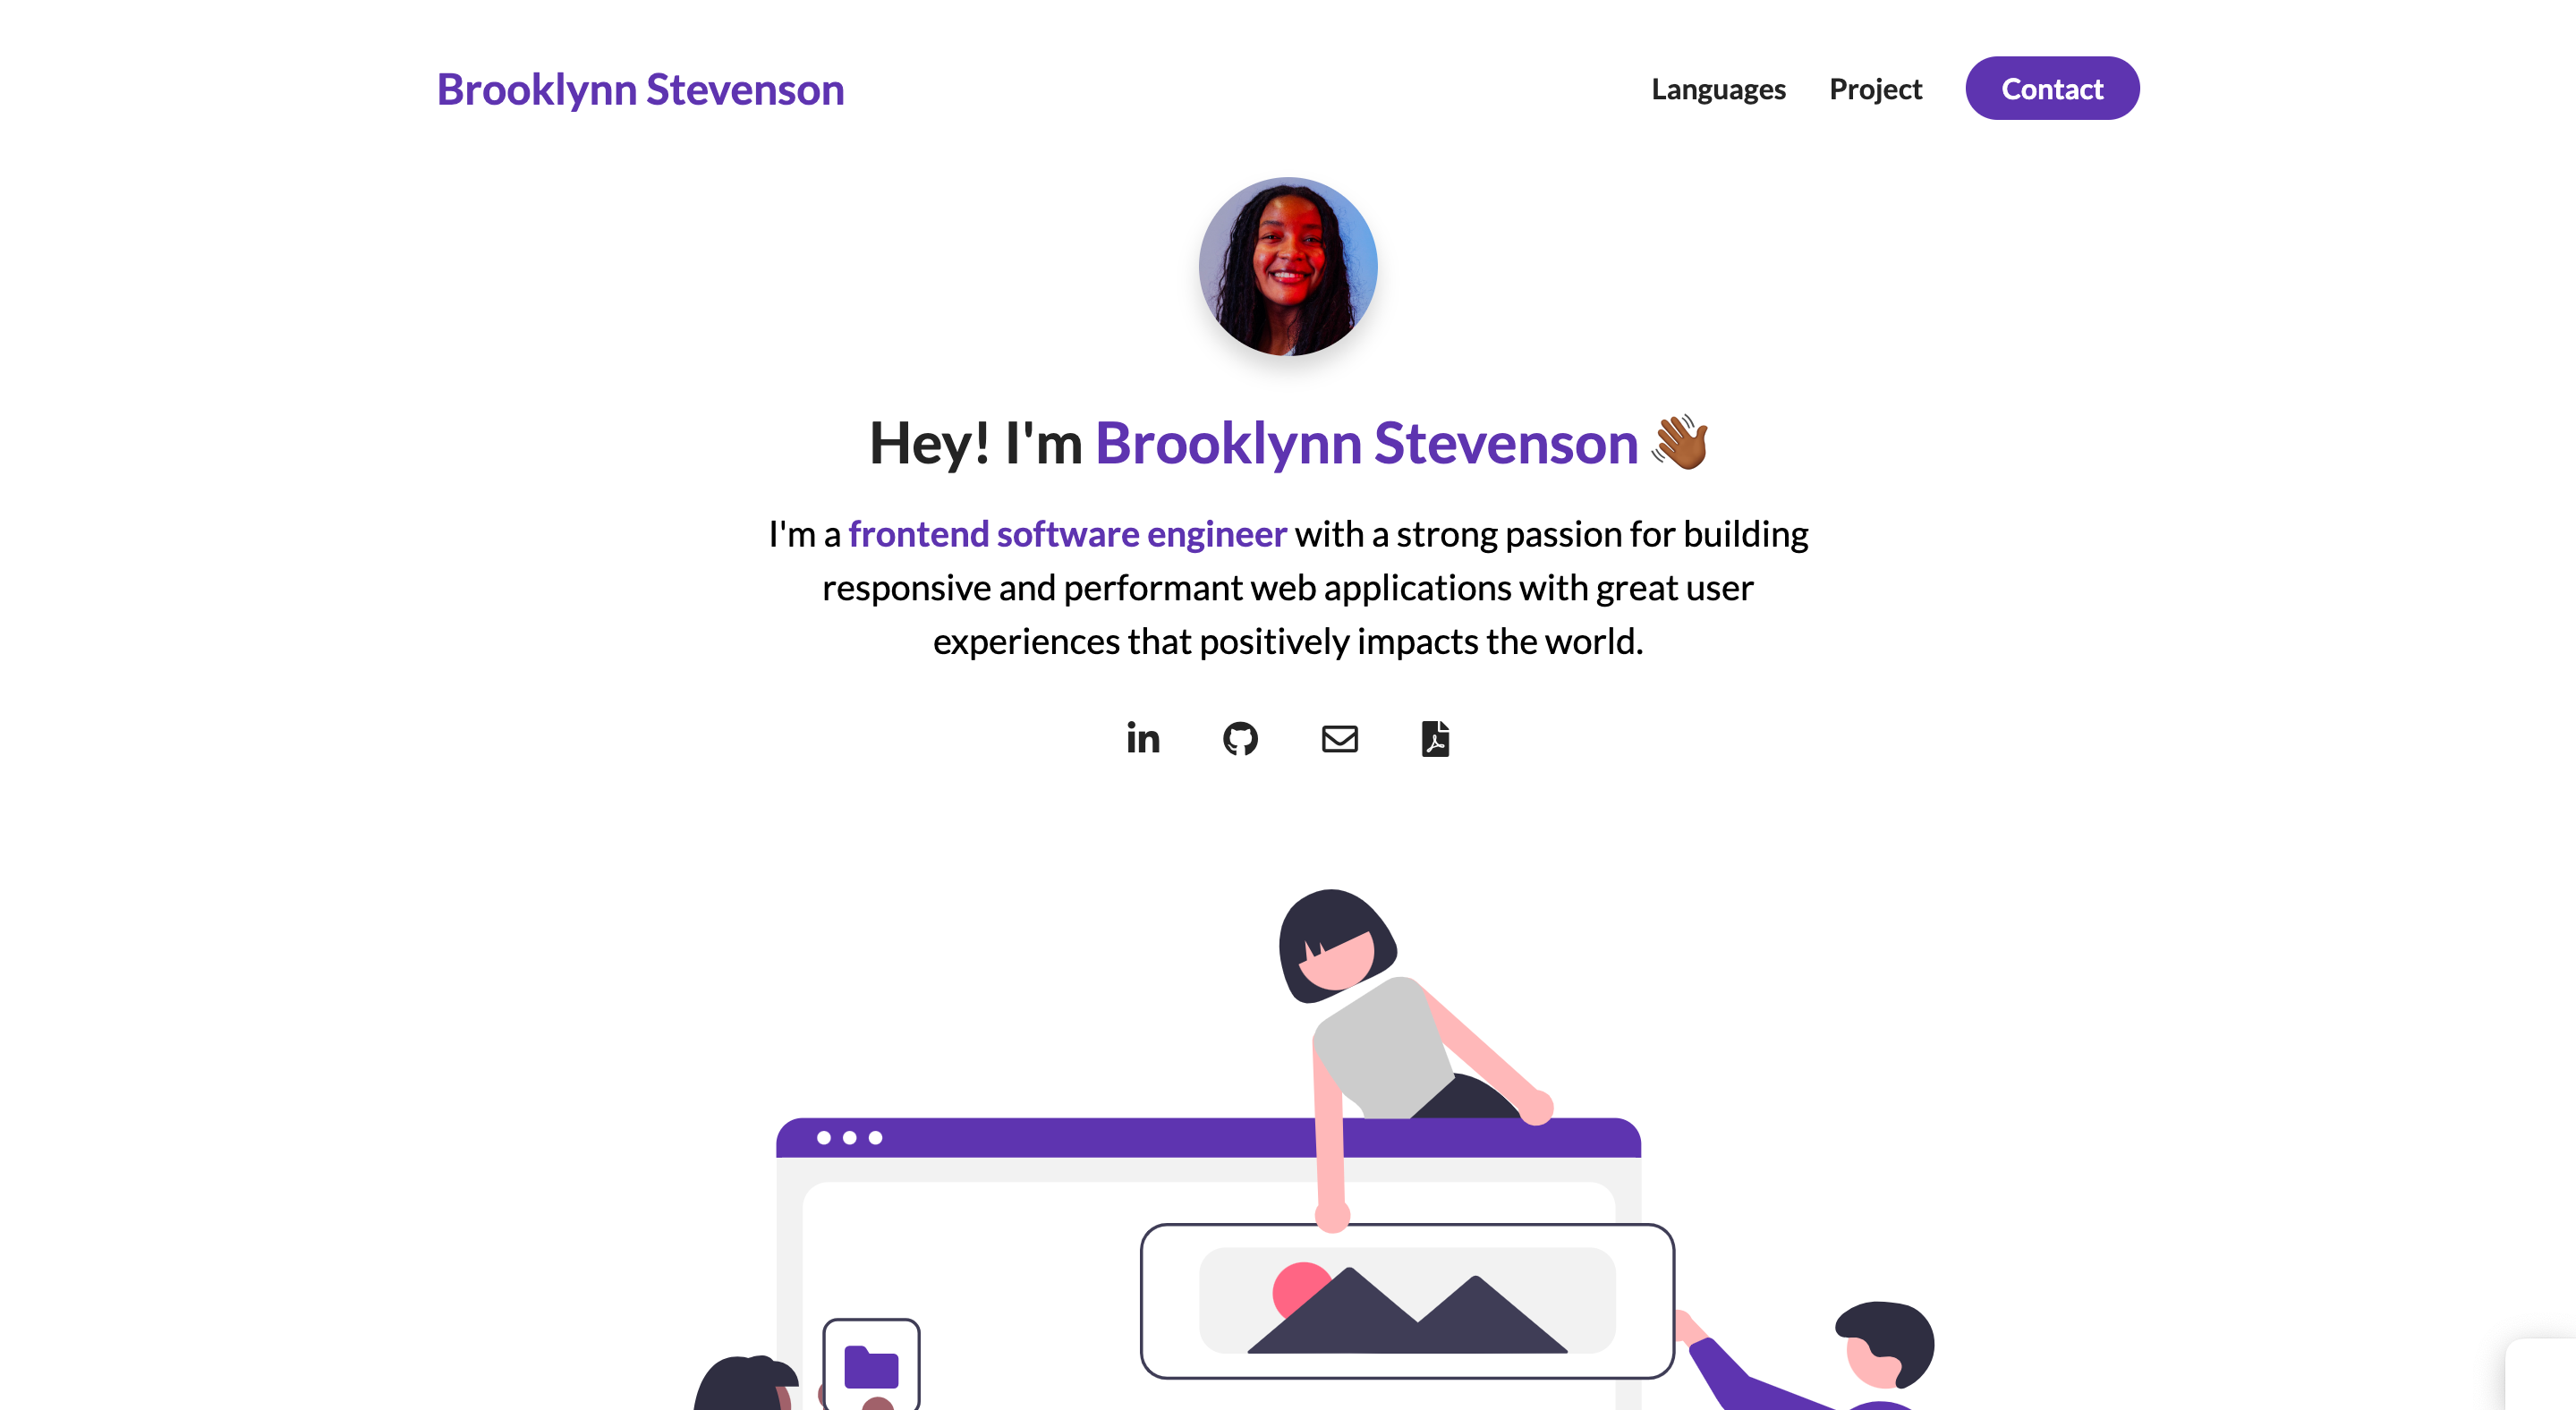 Brooklynn Stevenson
Languages Project Contact
Hey! I'm Brooklynn Stevenson 👋🏾
I'm a frontend software engineer with a strong passion for building
responsive and performant web applications with great user
experiences that positively impacts the world.
in